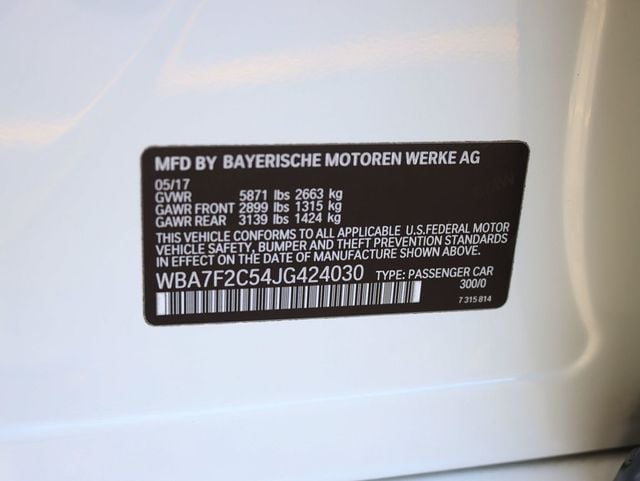 MFD BY BAYERISCHE MOTOREN WERKE AG
05/17
GVWR 5871 lbs 2663 kg
GAWR FRONT 2899 lbs 1315 kg
GAWR REAR 3139 lbs 1424 kg
THIS VEHICLE CONFORMS TO ALL APPLICABLE U.S.FEDERAL MOTOR
VEHICLE SAFETY, BUMPER AND THEFT PREVENTION STANDARDS
IN EFFECT ON THE DATE OF MANUFACTURE SHOWN ABOVE.
WBA7F2C54JG424030 TYPE: PASSENGER CAR
300/0
7 315 814